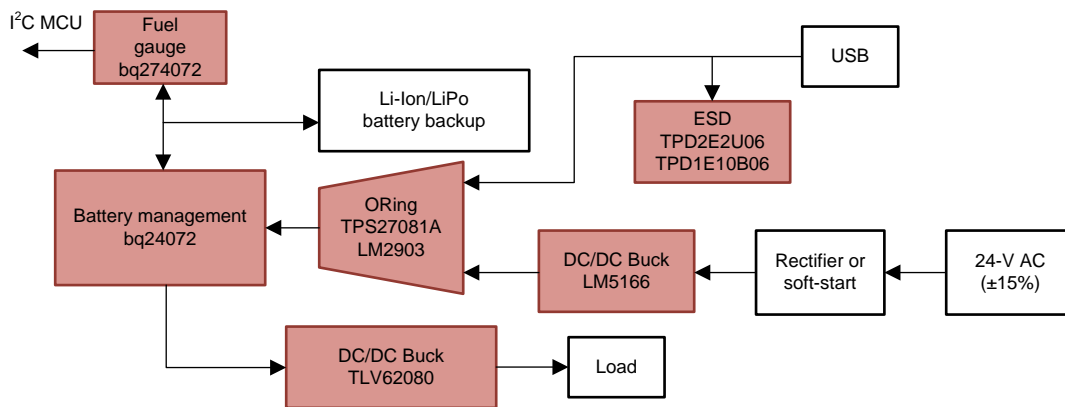 I²C MCU
Fuel
gauge
bq274072
USB
Li-Ion/LiPo
battery backup
ESD
TPD2E2U06
TPD1E10B06
Battery management
bq24072
ORing
TPS27081A
LM2903
DC/DC Buck
LM5166
Rectifier or
soft-start
24-V AC
(±15%)
DC/DC Buck
TLV62080
Load